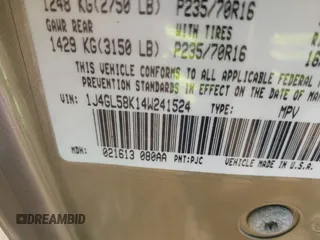 1248 KG(2750 LB) P235/70R16
GAWR REAR WITH TIRES
1429 KG(3150 LB) P235/70R16 16
THIS VEHICLE CONFORMS TO ALL APPLICABLE FEDERAL
PREVENTION STANDARDS IN EFFECT ON THE DATE OF MAN
VIN: 1J4GL58K14W241524 TYPE: MPV
MDH: 021613 080AA PNT:PJC VEHICLE MADE IN U.S.A.
DREAMBID